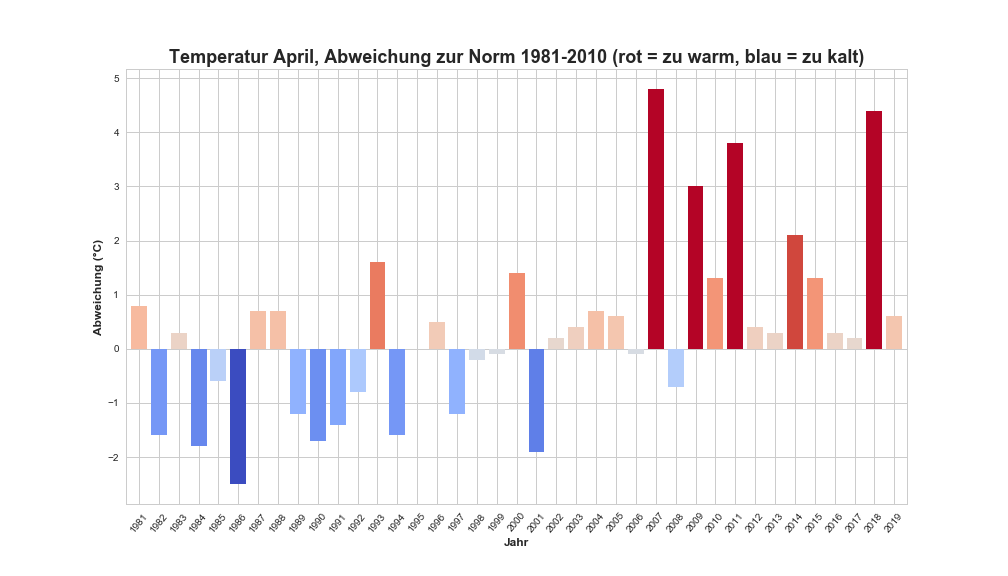 Temperatur April, Abweichung zur Norm 1981-2010 (rot = zu warm, blau = zu kalt)
5
4
3
2
1
0
−1
−2
Abweichung (°C)
1981 1982 1983 1984 1985 1986 1987 1988 1989 1990 1991 1992 1993 1994 1995 1996 1997 1998 1999 2000 2001 2002 2003 2004 2005 2006 2007 2008 2009 2010 2011 2012 2013 2014 2015 2016 2017 2018 2019
Jahr